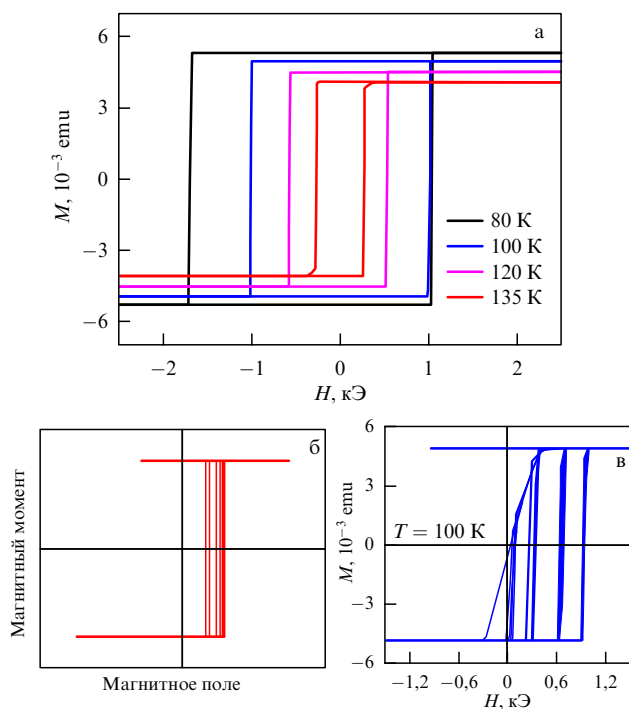 а
6
3
0
−3
−6
M, 10⁻³ emu
80 К
100 К
120 К
135 К
−2
−1
0
1
2
H, кЭ
б
Магнитный момент
Магнитное поле
в
6
3
0
−3
−6
M, 10⁻³ emu
T = 100 К
−1,2
−0,6
0
0,6
1,2
H, кЭ